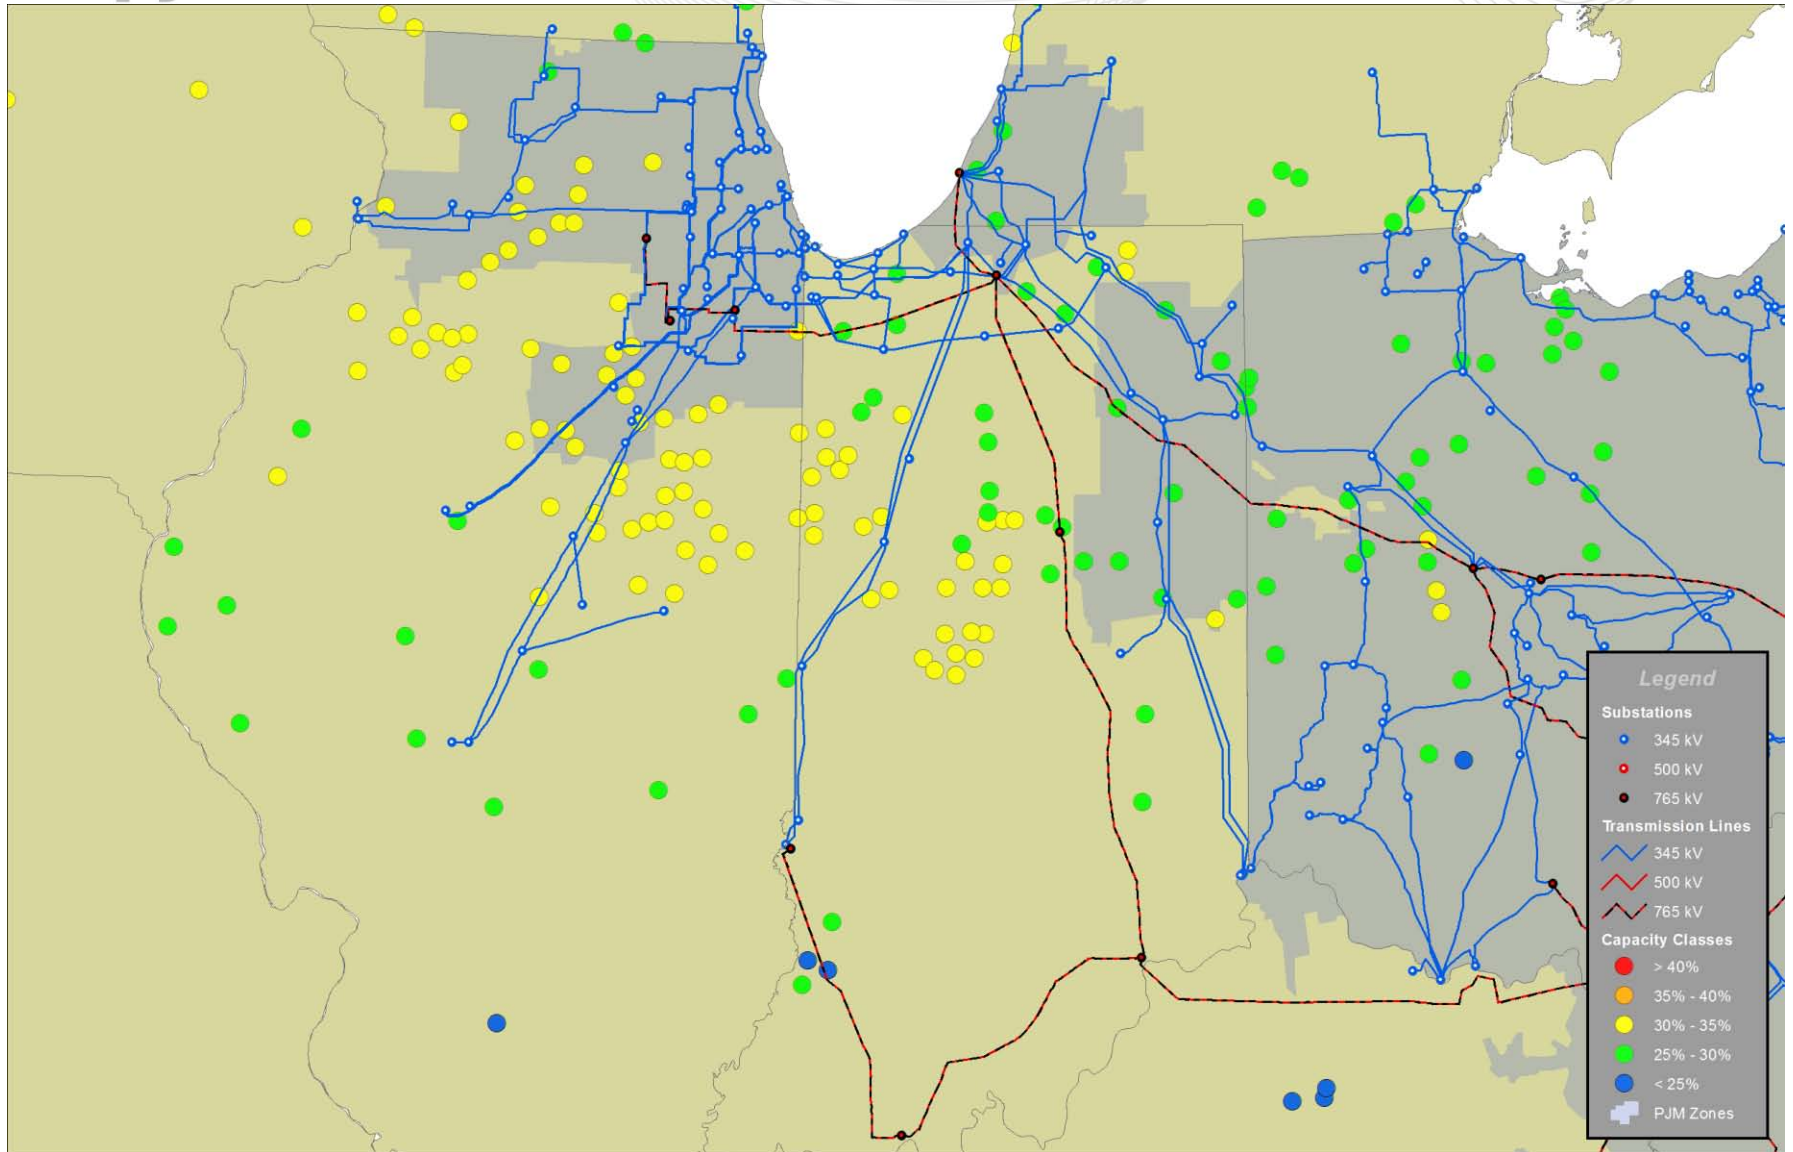 Legend
Substations
345 kV
500 kV
765 kV
Transmission Lines
345 kV
500 kV
765 kV
Capacity Classes
> 40%
35% - 40%
30% - 35%
25% - 30%
< 25%
PJM Zones